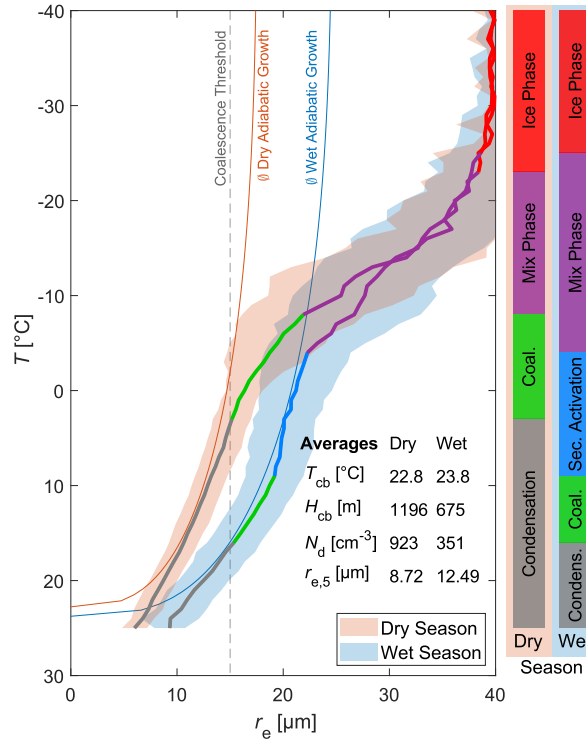 -40
-30
-20
-10
0
10
20
30
T [°C]
0
10
20
30
40
r_e [µm]
Coalescence Threshold
∅ Dry Adiabatic Growth
∅ Wet Adiabatic Growth
Averages Dry Wet
T_cb [°C] 22.8 23.8
H_cb [m] 1196 675
N_d [cm⁻³] 923 351
r_e,5 [µm] 8.72 12.49
Dry Season
Wet Season
Ice Phase
Mix Phase
Coal.
Condensation
Dry
Ice Phase
Mix Phase
Sec. Activation
Coal.
Condens.
We
Season